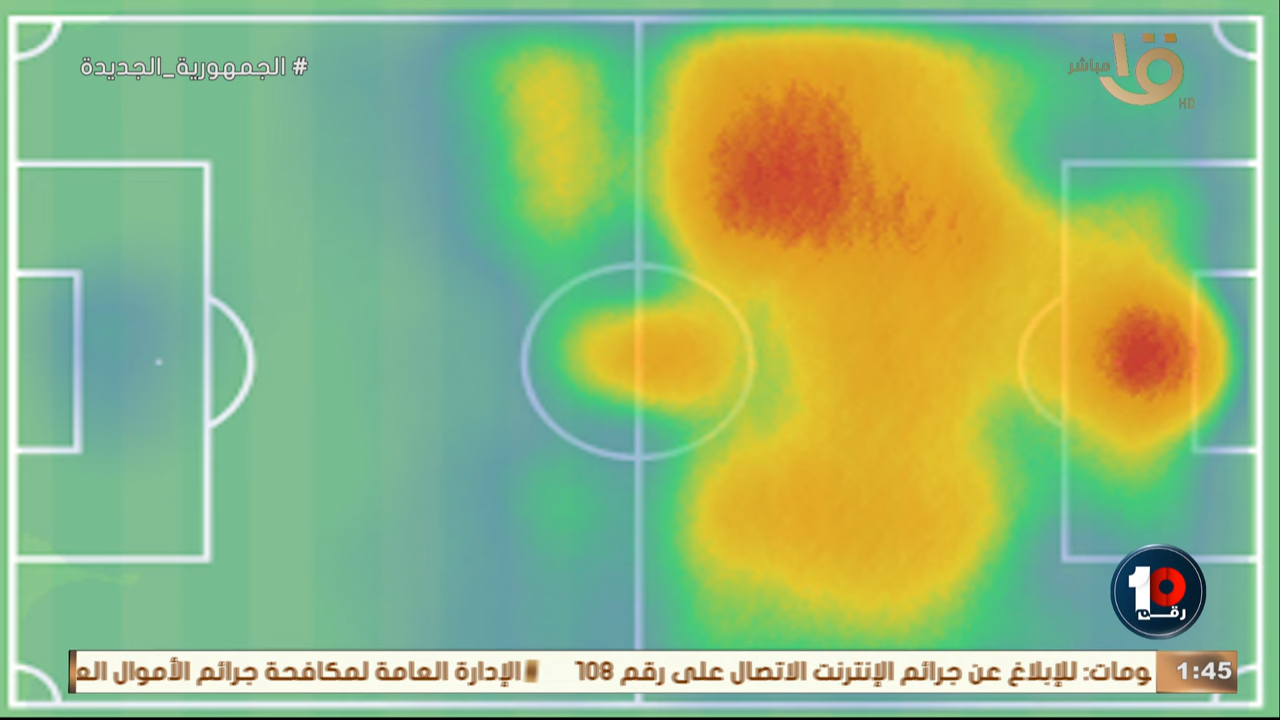 # الجمهورية_الجديدة
مباشر
HD
10
رقم
ومات: للإبلاغ عن جرائم الإنترنت الاتصال على رقم 108 الإدارة العامة لمكافحة جرائم الأموال الع
1:45